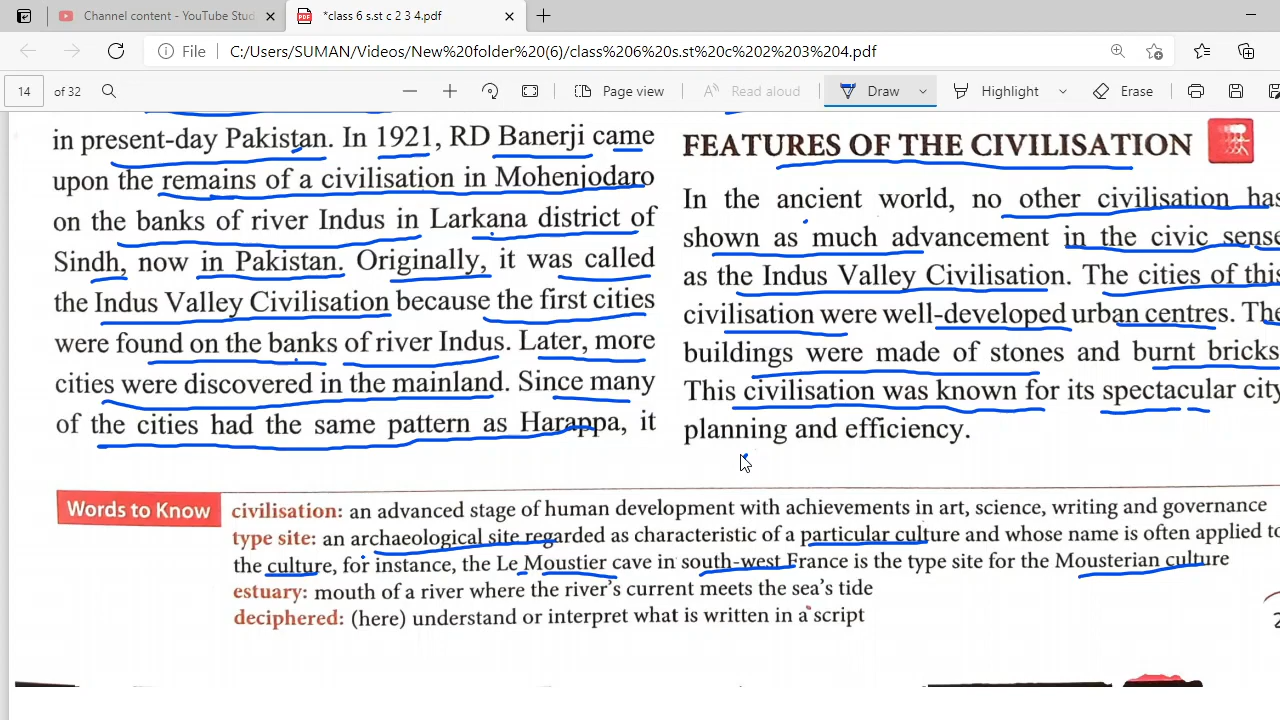 Channel content - YouTube Stud
*class 6 s.st c 2 3 4.pdf
File
C:/Users/SUMAN/Videos/New%20folder%20(6)/class%206%20s.st%20c%202%203%204.pdf
14 of 32
Page view
Read aloud
Draw
Highlight
Erase
in present-day Pakistan. In 1921, RD Banerji came
upon the remains of a civilisation in Mohenjodaro
on the banks of river Indus in Larkana district of
Sindh, now in Pakistan. Originally, it was called
the Indus Valley Civilisation because the first cities
were found on the banks of river Indus. Later, more
cities were discovered in the mainland. Since many
of the cities had the same pattern as Harappa, it
FEATURES OF THE CIVILISATION
In the ancient world, no other civilisation has
shown as much advancement in the civic sense
as the Indus Valley Civilisation. The cities of this
civilisation were well-developed urban centres. The
buildings were made of stones and burnt bricks
This civilisation was known for its spectacular city
planning and efficiency.
Words to Know
civilisation: an advanced stage of human development with achievements in art, science, writing and governance
type site: an archaeological site regarded as characteristic of a particular culture and whose name is often applied to
the culture, for instance, the Le Moustier cave in south-west France is the type site for the Mousterian culture
estuary: mouth of a river where the river's current meets the sea's tide
deciphered: (here) understand or interpret what is written in a script